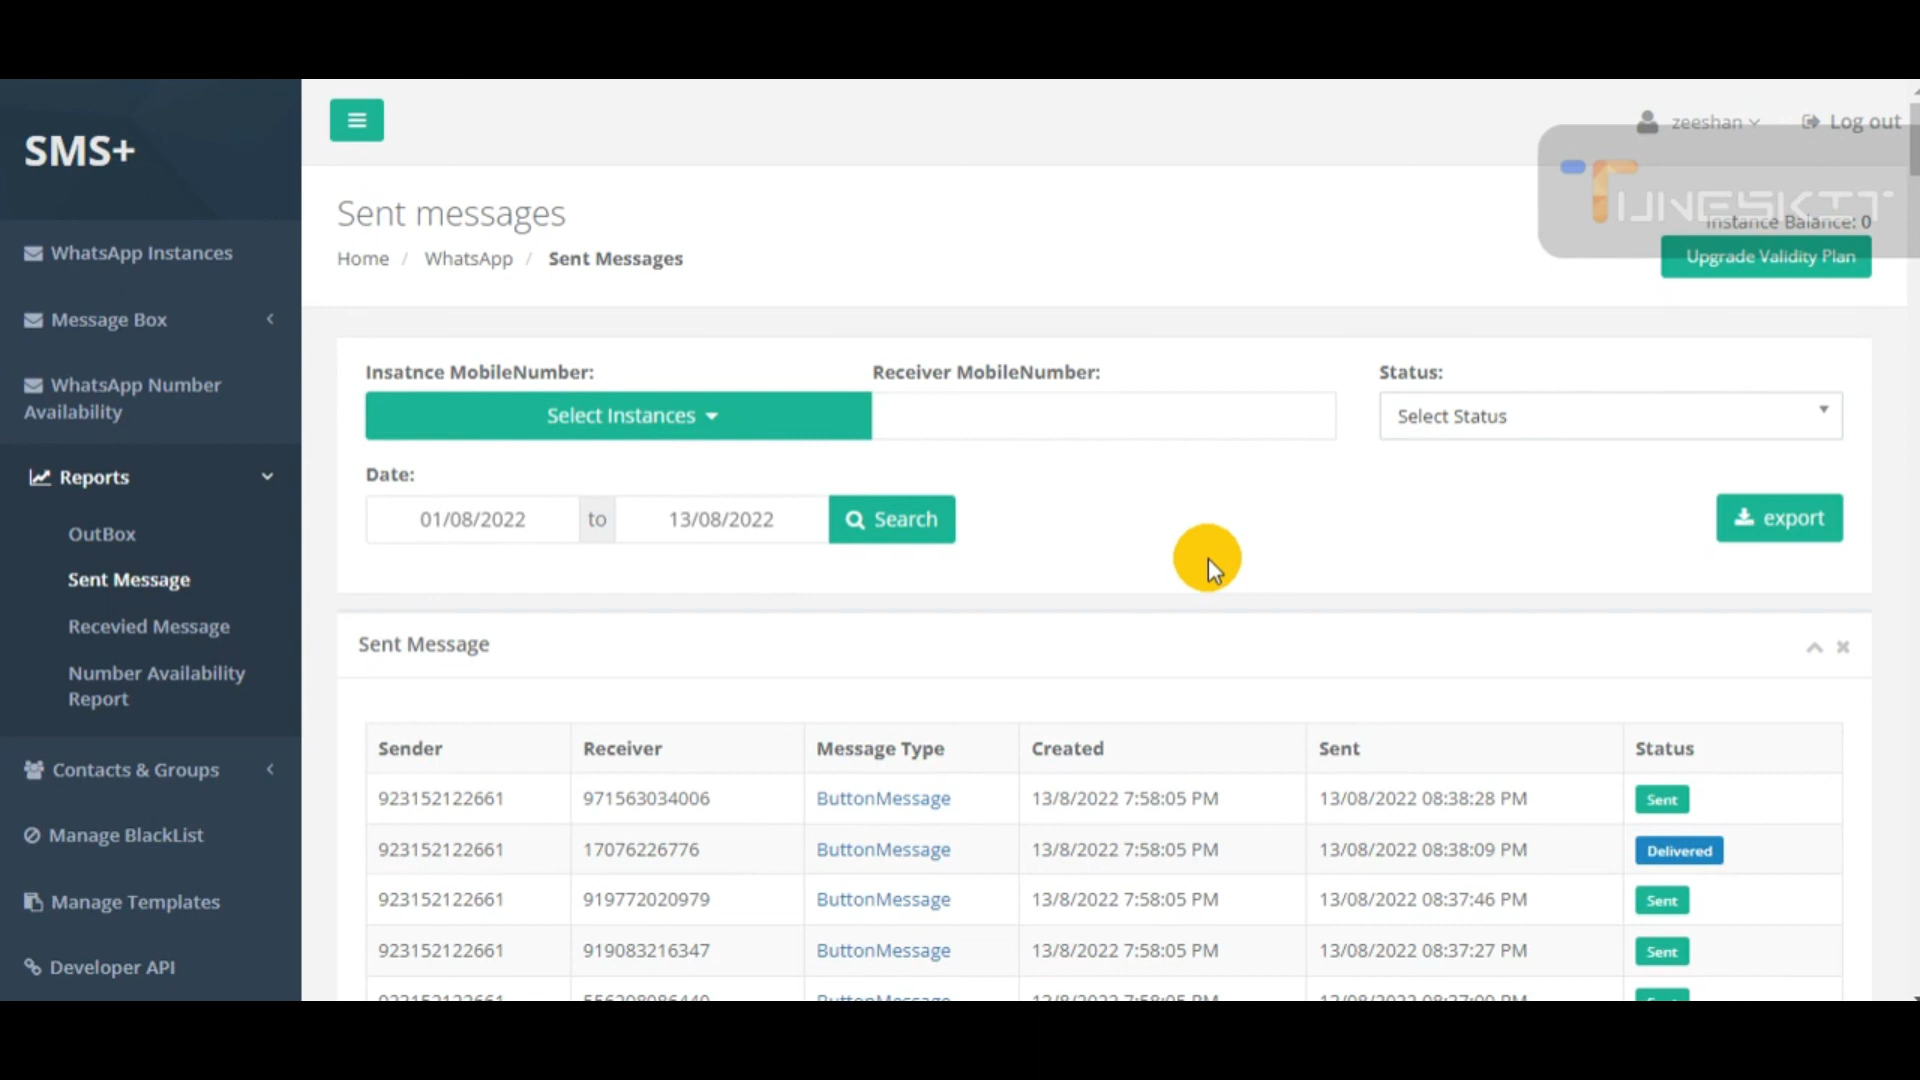 SMS+
WhatsApp Instances
Message Box
WhatsApp Number
Availability
Reports
OutBox
Sent Message
Recevied Message
Number Availability
Report
Contacts & Groups
Manage BlackList
Manage Templates
Developer API
zeeshan
Log out
TUNESKIT
Sent messages
Instance Balance: 0
Home / WhatsApp / Sent Messages
Upgrade Validity Plan
Insatnce MobileNumber: Receiver MobileNumber: Status:
Select Instances Select Status
Date:
01/08/2022 to 13/08/2022 Search export
Sent Message
Sender Receiver Message Type Created Sent Status
923152122661 971563034006 ButtonMessage 13/8/2022 7:58:05 PM 13/08/2022 08:38:28 PM Sent
923152122661 17076226776 ButtonMessage 13/8/2022 7:58:05 PM 13/08/2022 08:38:09 PM Delivered
923152122661 919772020979 ButtonMessage 13/8/2022 7:58:05 PM 13/08/2022 08:37:46 PM Sent
923152122661 919083216347 ButtonMessage 13/8/2022 7:58:05 PM 13/08/2022 08:37:27 PM Sent